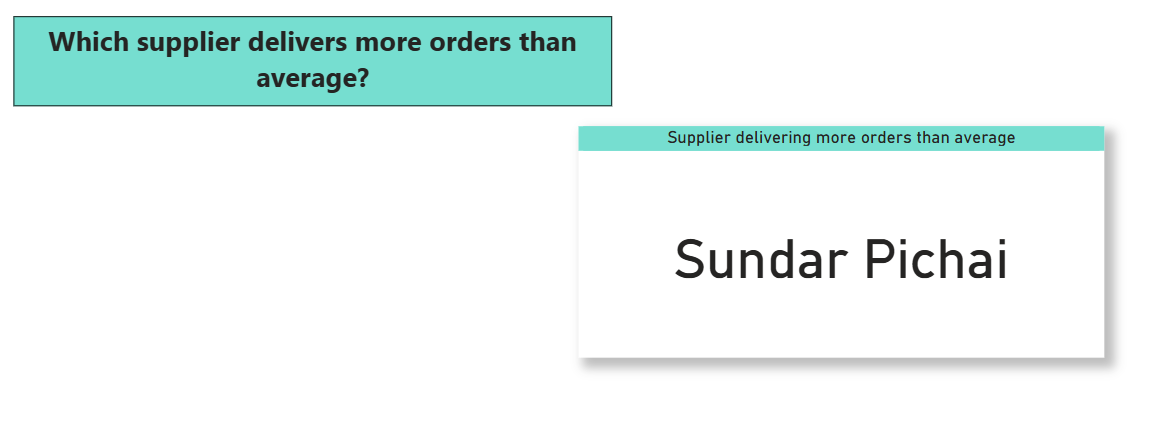 Which supplier delivers more orders than
average?
Supplier delivering more orders than average
Sundar Pichai